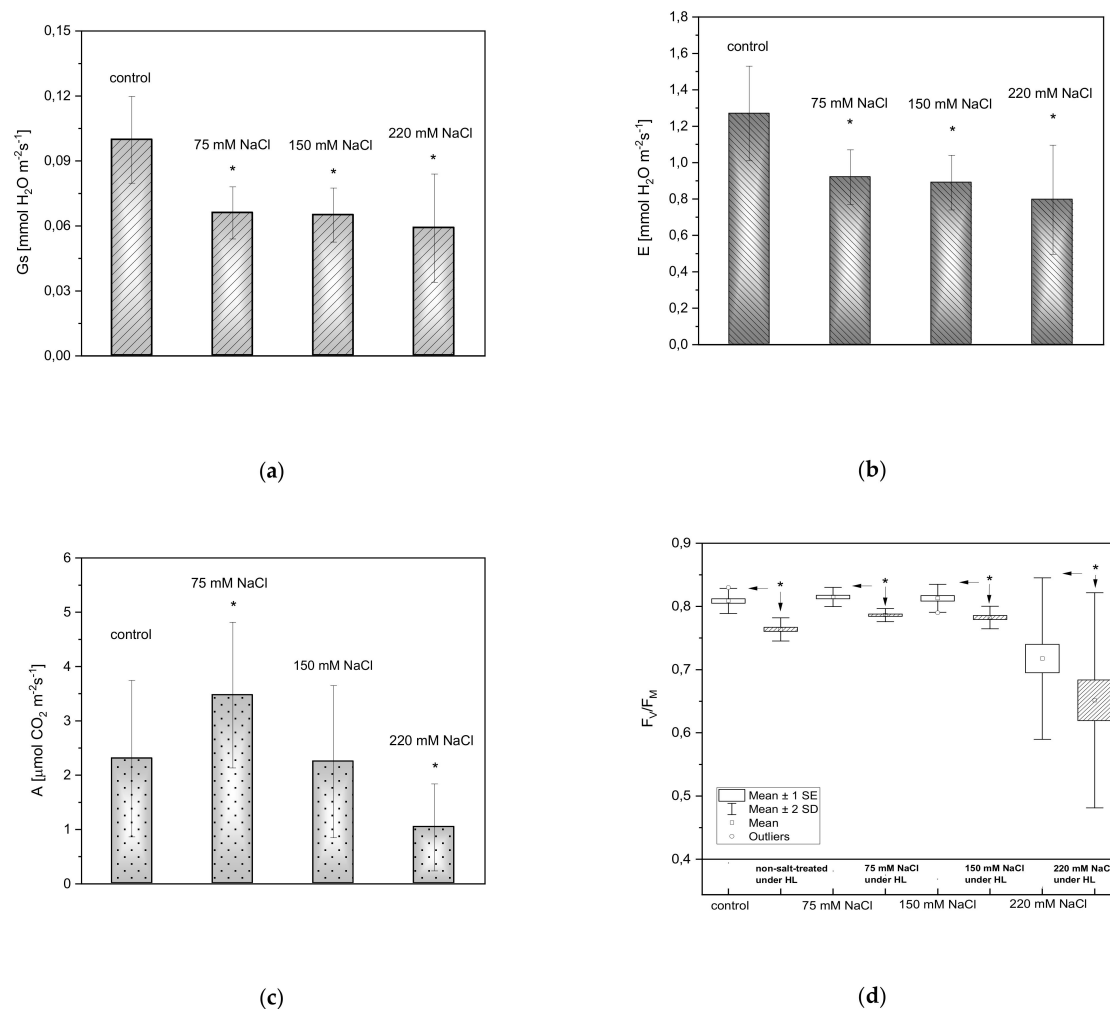 0,15
0,12
0,09
0,06
0,03
0,00
Gs [mmol H2O m-2s-1]
control
75 mM NaCl
*
150 mM NaCl
*
220 mM NaCl
*
(a)
1,8
1,6
1,4
1,2
1,0
0,8
0,6
0,4
0,2
0,0
E [mmol H2O m-2s-1]
control
75 mM NaCl
*
150 mM NaCl
*
220 mM NaCl
*
(b)
6
5
4
3
2
1
0
A [µmol CO2 m-2s-1]
control
75 mM NaCl
*
150 mM NaCl
220 mM NaCl
*
(c)
0,9
0,8
0,7
0,6
0,5
0,4
FV/FM
*
*
*
*
Mean ± 1 SE
Mean ± 2 SD
Mean
Outliers
non-salt-treated
under HL
75 mM NaCl
under HL
150 mM NaCl
under HL
220 mM NaCl
under HL
control
75 mM NaCl
150 mM NaCl
220 mM NaCl
(d)